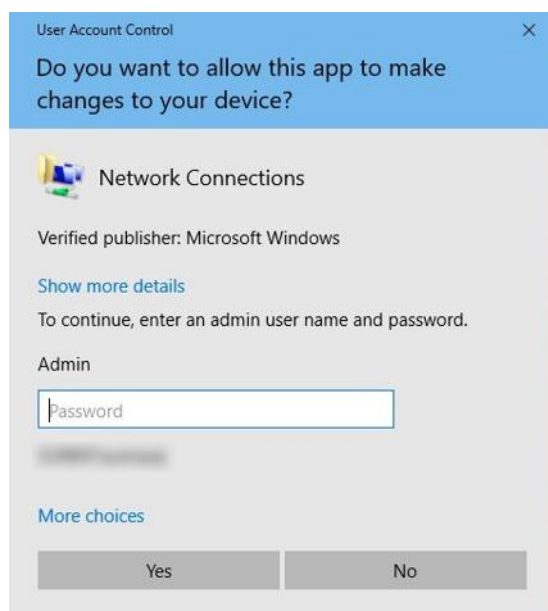 User Account Control
Do you want to allow this app to make
changes to your device?
Network Connections
Verified publisher: Microsoft Windows
Show more details
To continue, enter an admin user name and password.
Admin
Password
More choices
Yes
No